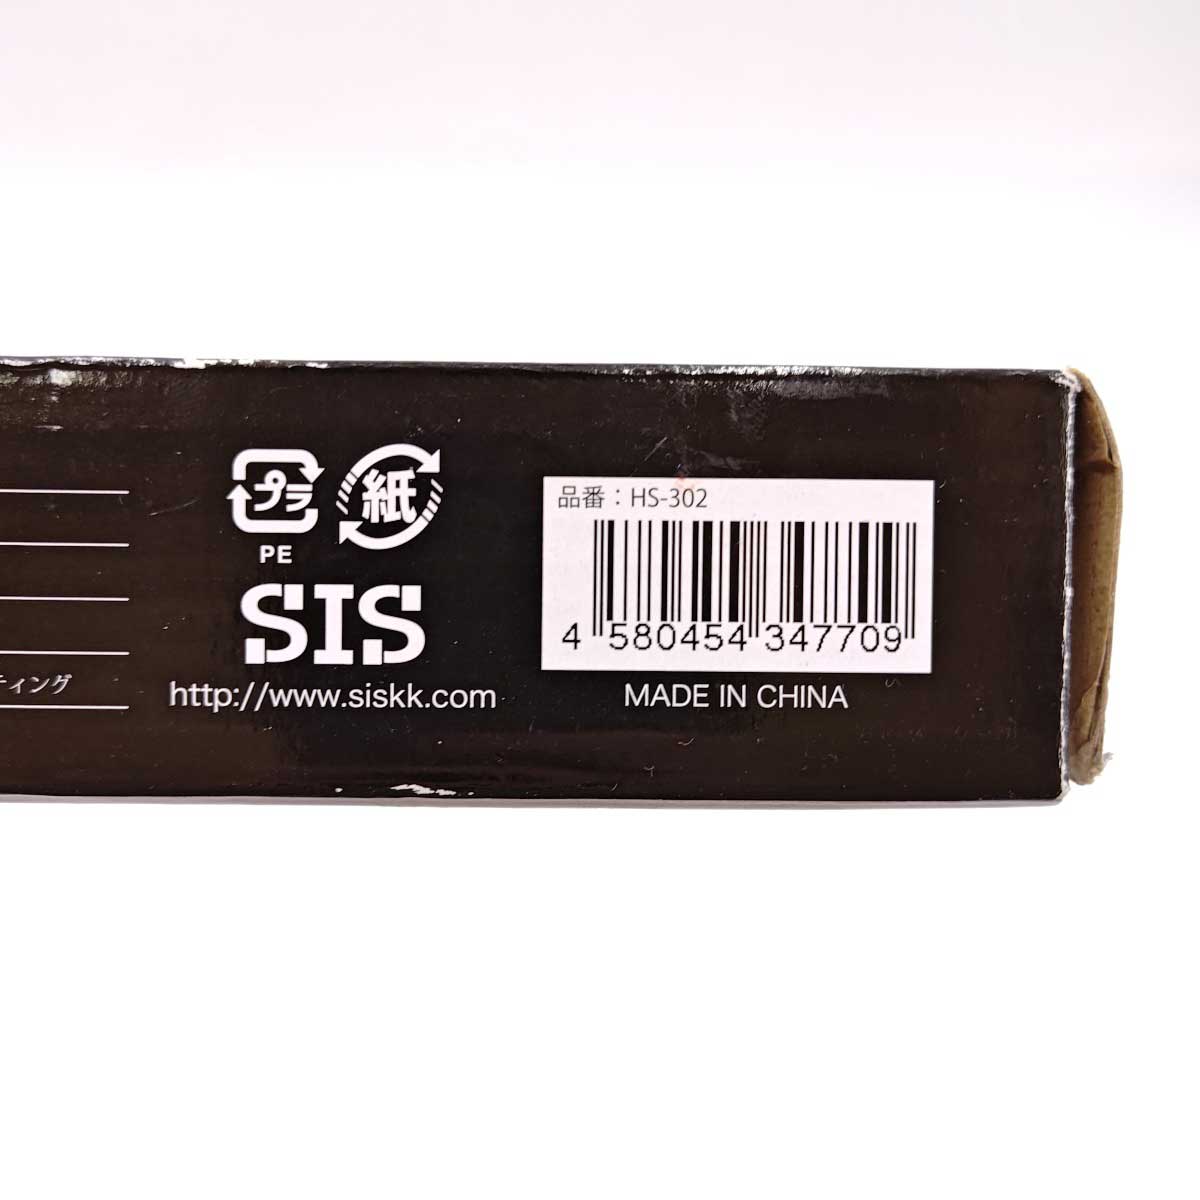 プラ
紙
PE
SIS
http://www.siskk.com
ティング
品番：HS-302
4 580454 347709
MADE IN CHINA